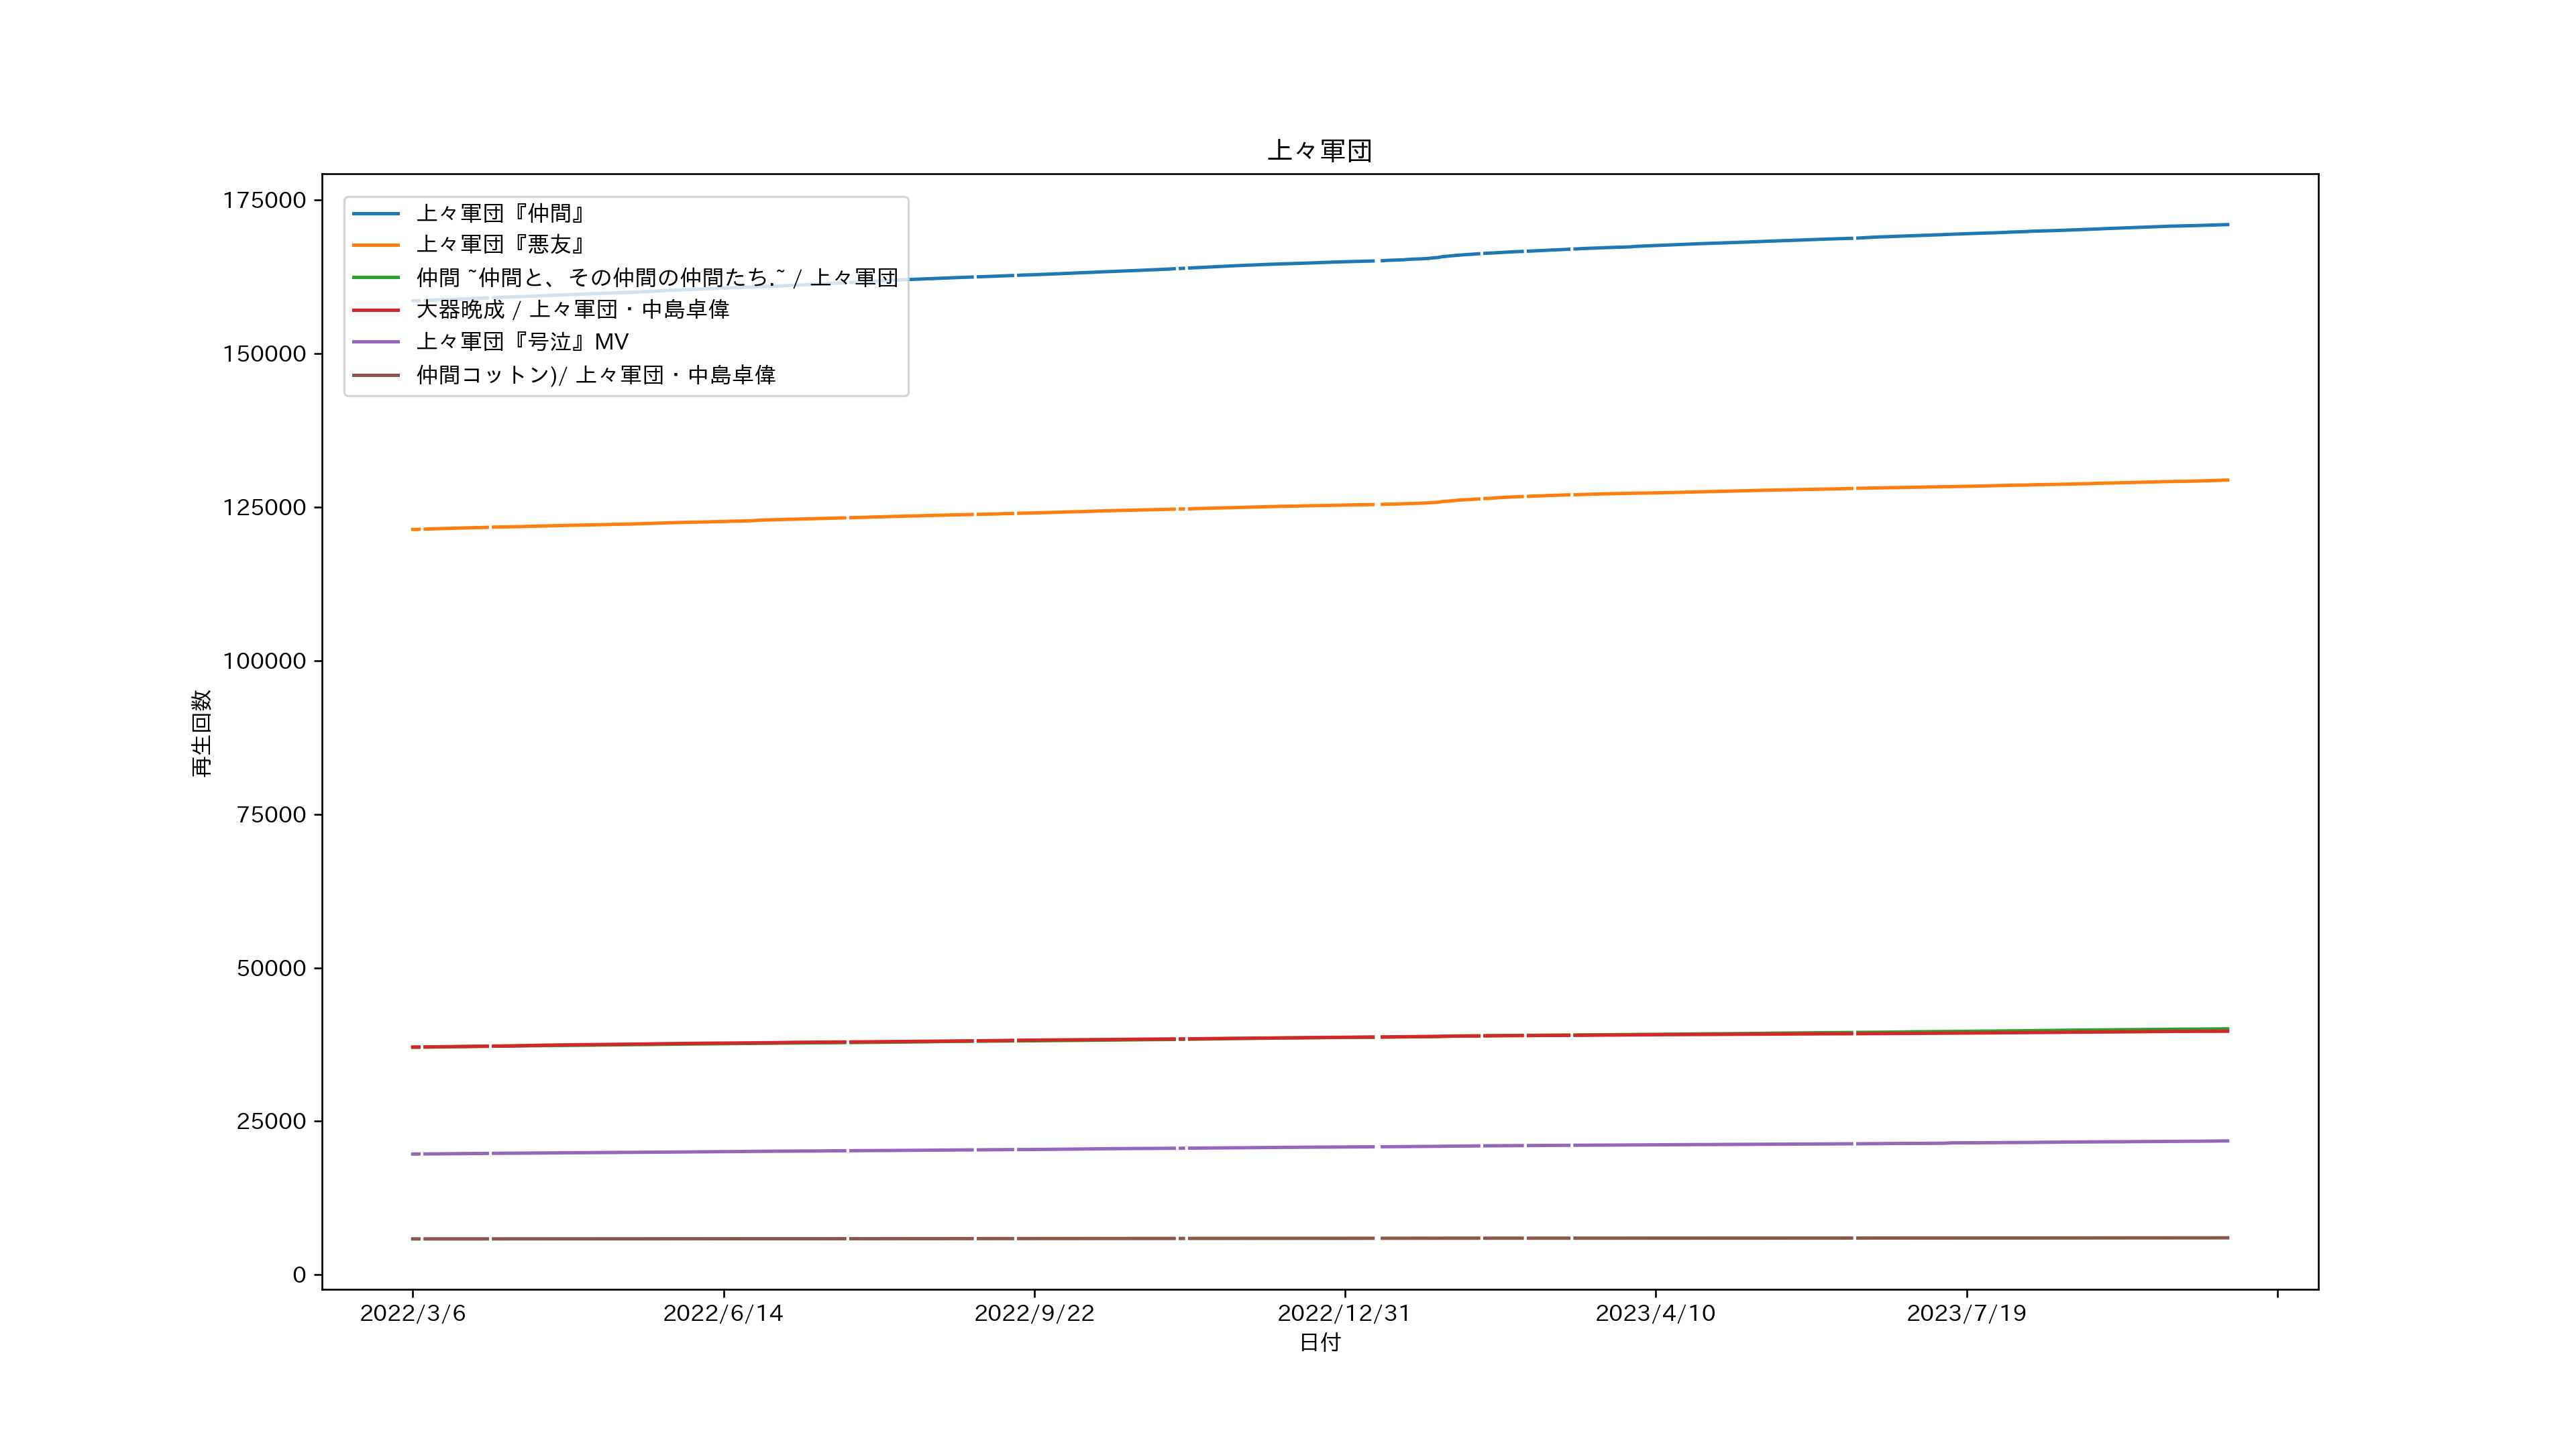 上々軍団
175000
150000
125000
100000
75000
50000
25000
0
再生回数
上々軍団『仲間』
上々軍団『悪友』
仲間 ~仲間と、その仲間の仲間たち.~ / 上々軍団
大器晩成 / 上々軍団・中島卓偉
上々軍団『号泣』MV
仲間コットン)/ 上々軍団・中島卓偉
2022/3/6
2022/6/14
2022/9/22
2022/12/31
2023/4/10
2023/7/19
日付